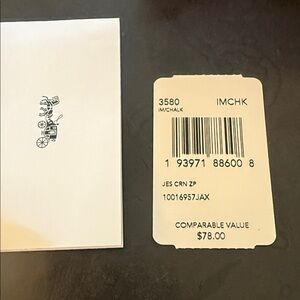 3580 IMCHK
IM/CHALK
1 93971 88600 8
JES CRN ZP
10016957JAX
COMPARABLE VALUE
$78.00